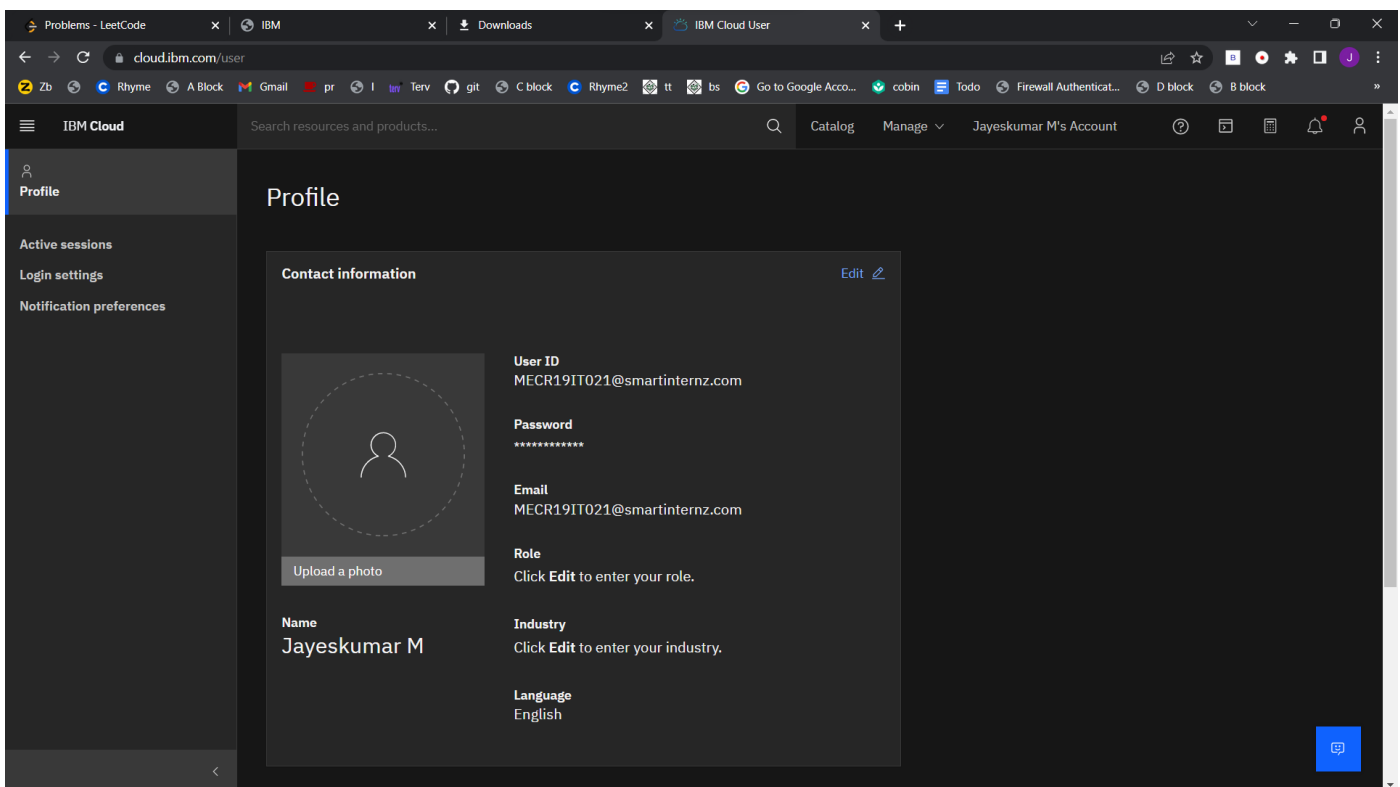 Problems - LeetCode
IBM
Downloads
IBM Cloud User
cloud.ibm.com/user
Zb
Rhyme
A Block
Gmail
pr
I
Terv
git
C block
Rhyme2
tt
bs
Go to Google Acco...
cobin
Todo
Firewall Authenticat...
D block
B block
»
J
IBM Cloud
Search resources and products...
Catalog
Manage
Jayeskumar M's Account
Profile
Active sessions
Login settings
Notification preferences
Profile
Contact information
Edit
Upload a photo
Name
Jayeskumar M
User ID
MECR19IT021@smartinternz.com
Password
************
Email
MECR19IT021@smartinternz.com
Role
Click Edit to enter your role.
Industry
Click Edit to enter your industry.
Language
English